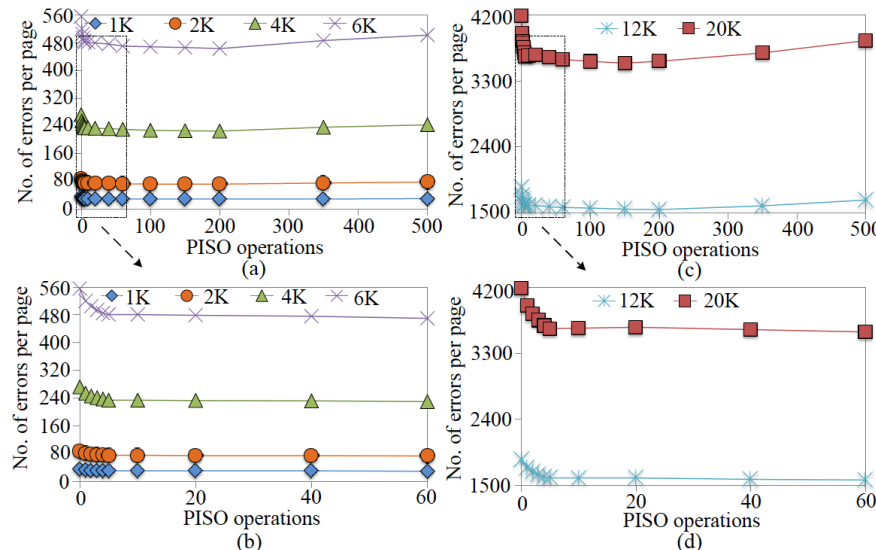 1K 2K 4K 6K
No. of errors per page
560
480
400
320
240
160
80
0
0 100 200 300 400 500
PISO operations
(a)
12K 20K
No. of errors per page
4200
3300
2400
1500
0 100 200 300 400 500
PISO operations
(c)
1K 2K 4K 6K
No. of errors per page
560
480
400
320
240
160
80
0
0 20 40 60
PISO operations
(b)
12K 20K
No. of errors per page
4200
3300
2400
1500
0 20 40 60
PISO operations
(d)